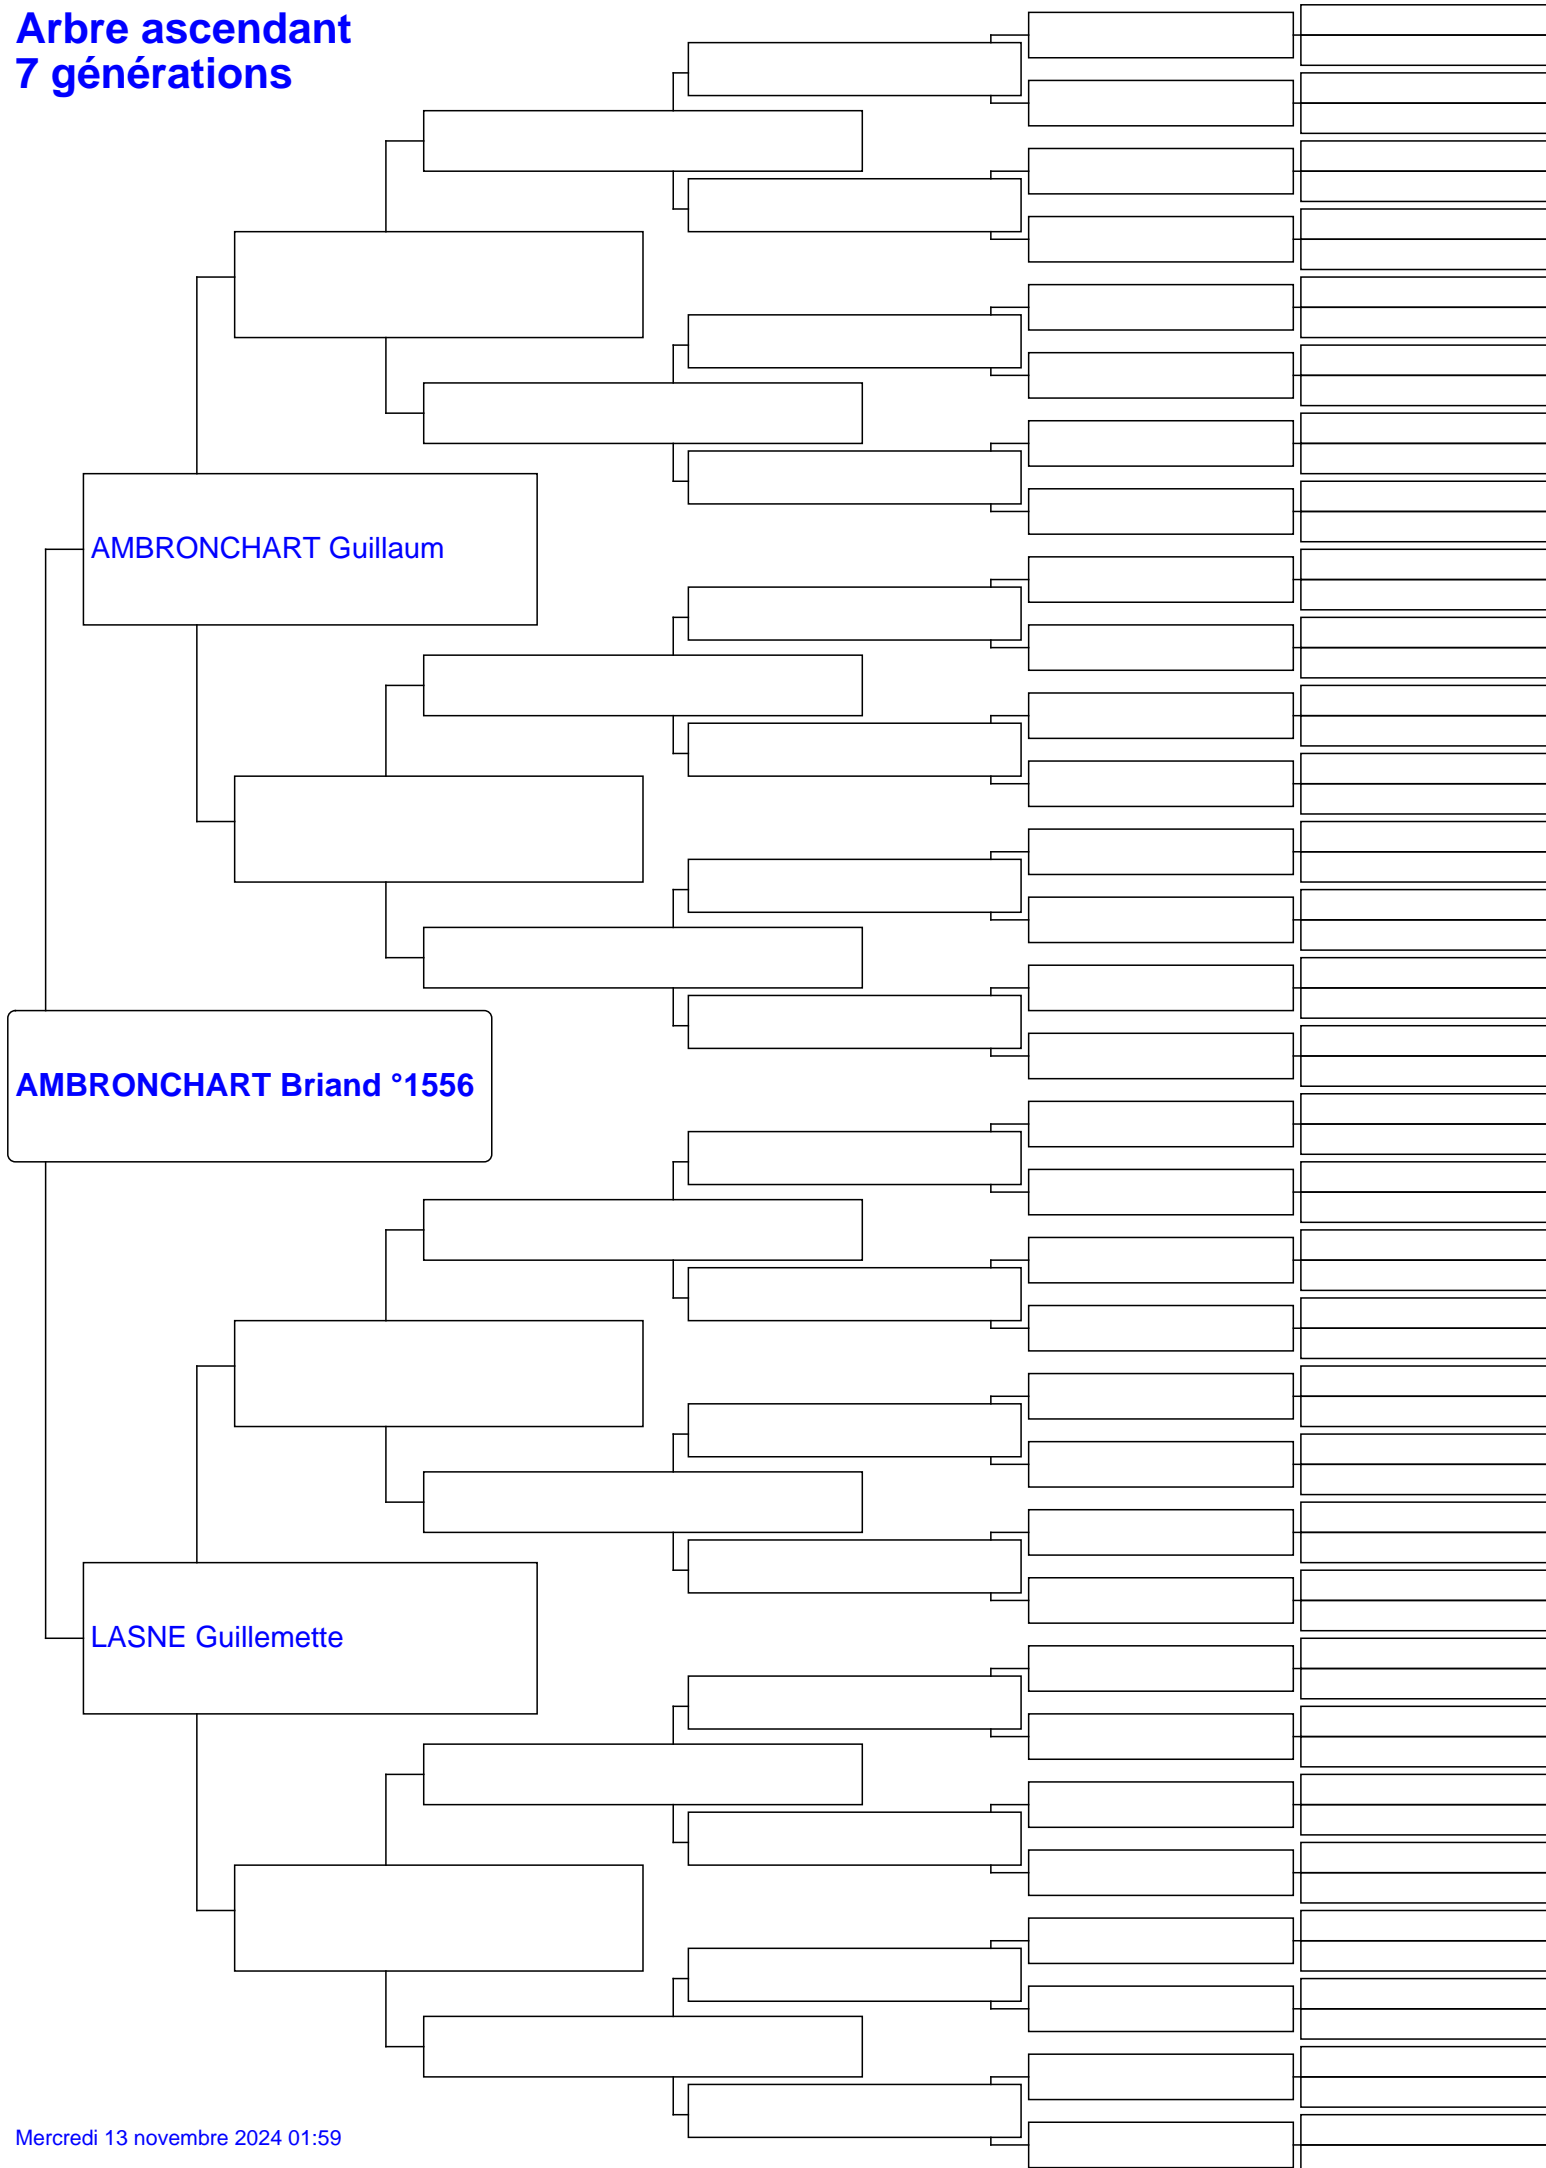 Arbre ascendant
7 générations
AMBRONCHART Guillaum
AMBRONCHART Briand °1556
LASNE Guillemette
Mercredi 13 novembre 2024 01:59